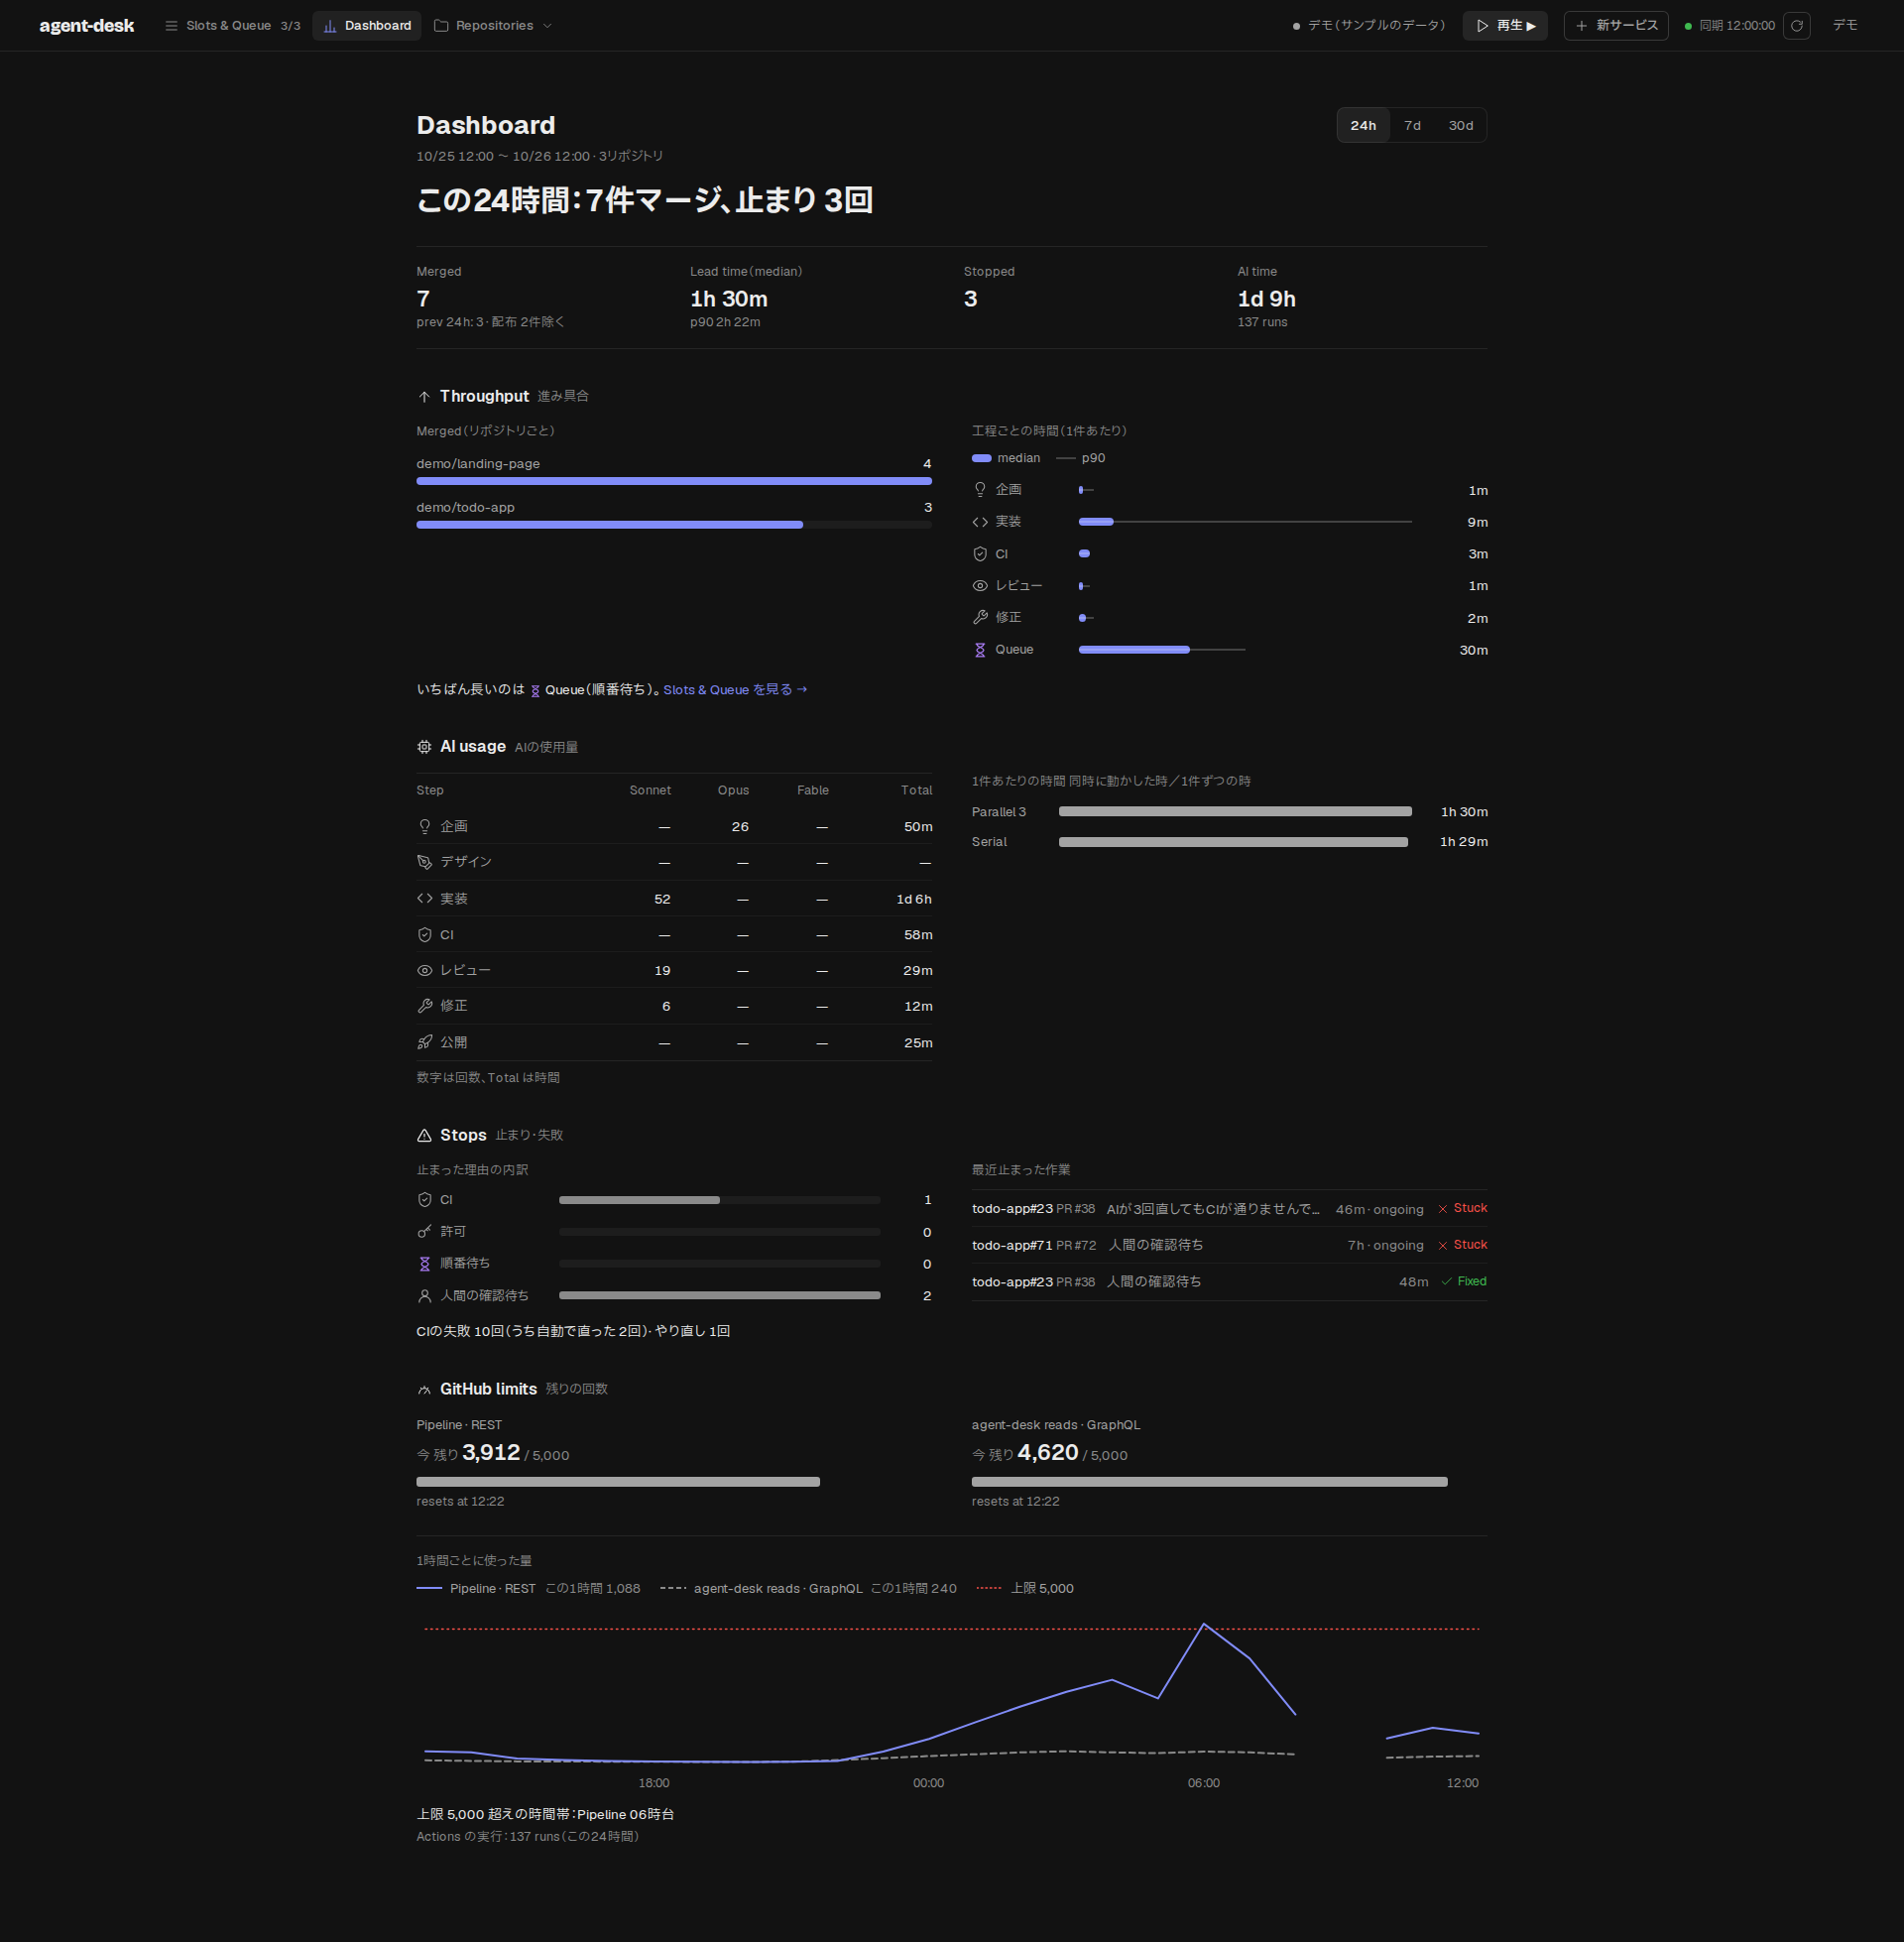 agent-desk Slots & Queue 3/3 Dashboard Repositories デモ(サンプルのデータ) 再生 ▶ 新サービス 同期 12:00:00 デモ
Dashboard 24h 7d 30d
10/25 12:00 〜 10/26 12:00 · 3リポジトリ
この24時間：7件マージ、止まり 3回
Merged Lead time(median) Stopped AI time
7 1h 30m 3 1d 9h
prev 24h: 3 · 配布 2件除く p90 2h 22m 137 runs
Throughput 進み具合
Merged(リポジトリごと) 工程ごとの時間(1件あたり)
median p90
demo/landing-page 4
demo/todo-app 3
企画 1m
実装 9m
CI 3m
レビュー 1m
修正 2m
Queue 30m
いちばん長いのは Queue(順番待ち)。Slots & Queue を見る →
AI usage AIの使用量
Step Sonnet Opus Fable Total
企画 — 26 — 50m
デザイン — — — —
実装 52 — — 1d 6h
CI — — — 58m
レビュー 19 — — 29m
修正 6 — — 12m
公開 — — — 25m
数字は回数、Total は時間
1件あたりの時間 同時に動かした時／1件ずつの時
Parallel 3 1h 30m
Serial 1h 29m
Stops 止まり・失敗
止まった理由の内訳
CI 1
許可 0
順番待ち 0
人間の確認待ち 2
CIの失敗 10回(うち自動で直った 2回)· やり直し 1回
最近止まった作業
todo-app#23 PR #38 AIが3回直してもCIが通りませんで… 46m · ongoing Stuck
todo-app#71 PR #72 人間の確認待ち 7h · ongoing Stuck
todo-app#23 PR #38 人間の確認待ち 48m Fixed
GitHub limits 残りの回数
Pipeline · REST
今 残り 3,912 / 5,000
resets at 12:22
agent-desk reads · GraphQL
今 残り 4,620 / 5,000
resets at 12:22
1時間ごとに使った量
Pipeline · REST この1時間 1,088 agent-desk reads · GraphQL この1時間 240 上限 5,000
18:00 00:00 06:00 12:00
上限 5,000 超えの時間帯：Pipeline 06時台
Actions の実行：137 runs(この24時間)